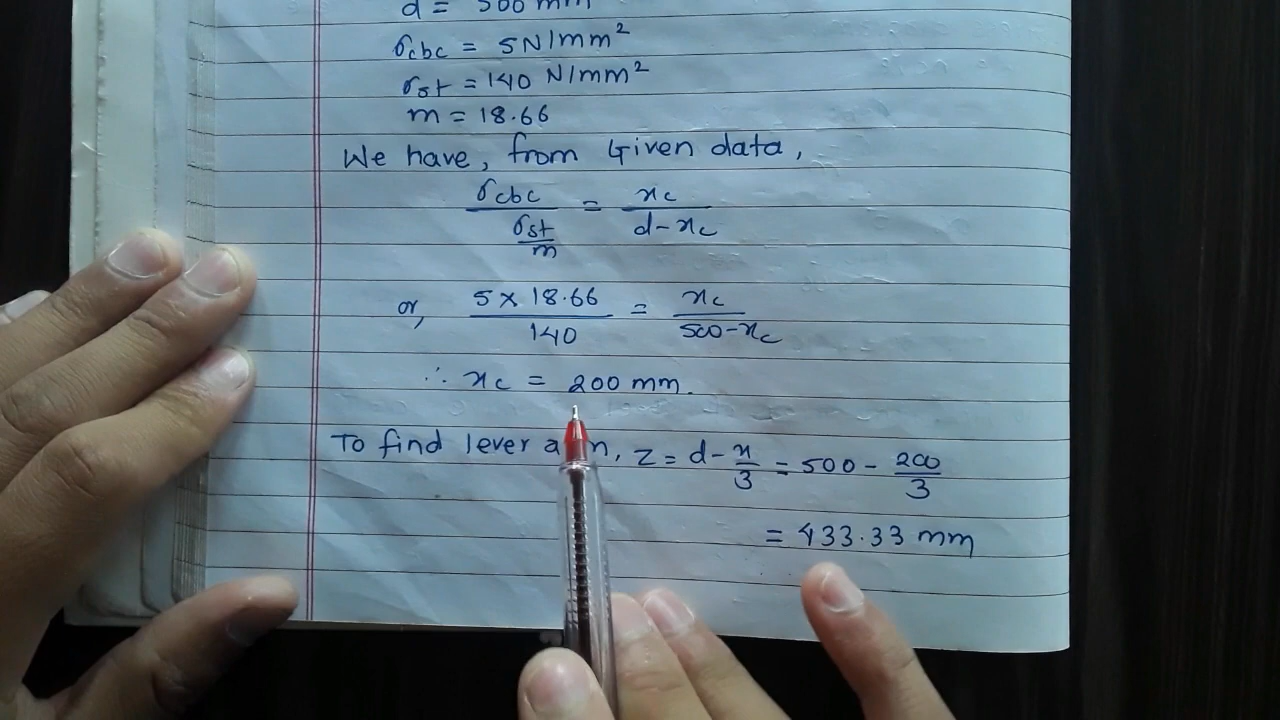 d = 500 mm
σcbc = 5N/mm²
σst = 140 N/mm²
m = 18.66
We have, from Given data,
σcbc / (σst/m) = xc / (d-xc)
or, (5 × 18.66) / 140 = xc / (500-xc)
∴ xc = 200 mm.
To find lever a m, z = d - x/3 = 500 - 200/3
= 433.33 mm